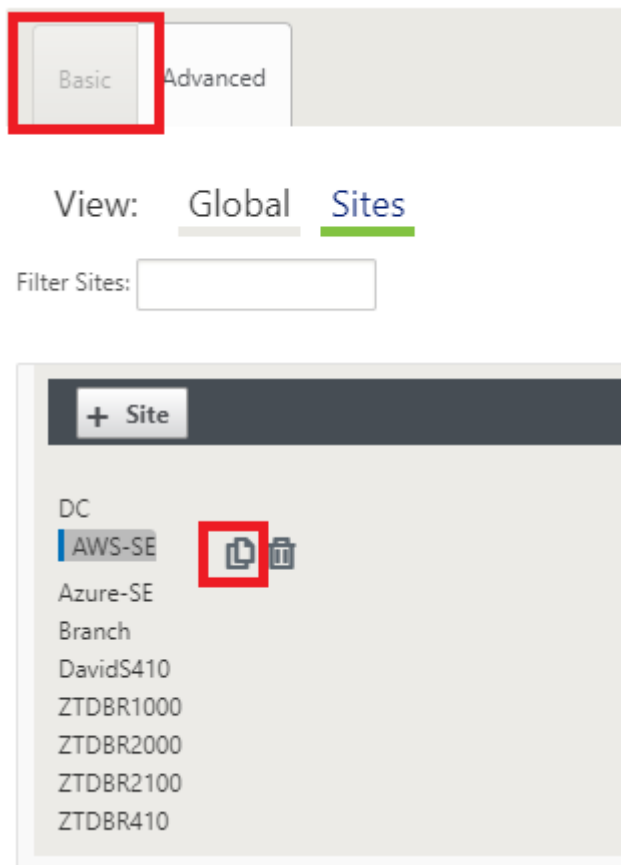 Basic Advanced
View: Global Sites
Filter Sites:
+ Site
DC
AWS-SE
Azure-SE
Branch
DavidS410
ZTDBR1000
ZTDBR2000
ZTDBR2100
ZTDBR410